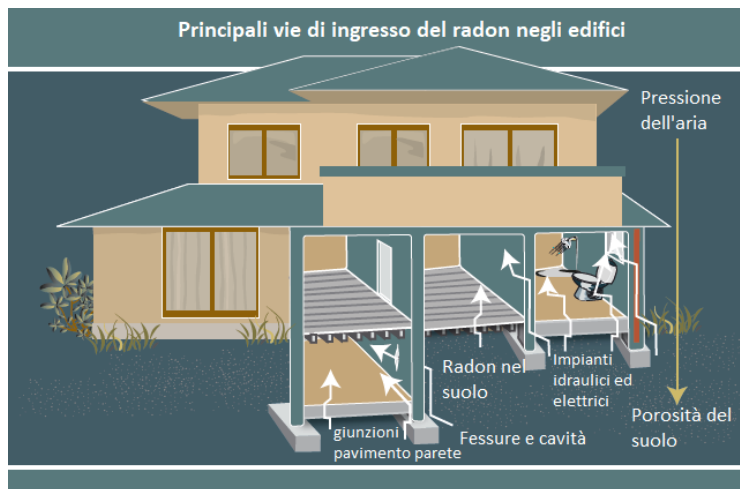 Principali vie di ingresso del radon negli edifici
Pressione
dell'aria
Radon nel
suolo
Impianti
idraulici ed
elettrici
Porosità del
suolo
giunzioni
pavimento parete
Fessure e cavità